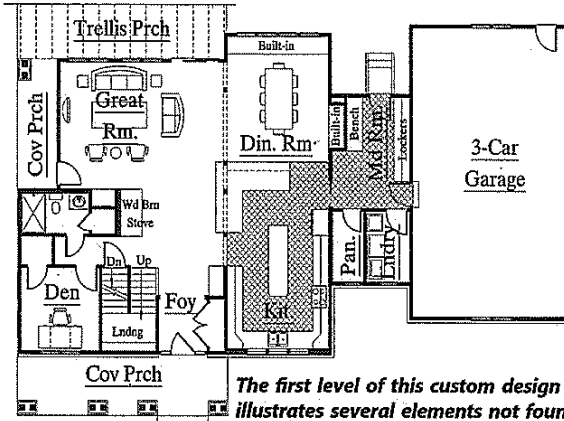 Trellis Prch
Built-in
Great
Rm.
Cov Prch
Din. Rm
Built-in
Bench
Md Rm.
Lockers
3-Car
Garage
Wd Brn
Stove
Dn
Up
Pan.
Lndry
Den
Foy
Lndng
Kit
Cov Prch
The first level of this custom design
illustrates several elements not foun